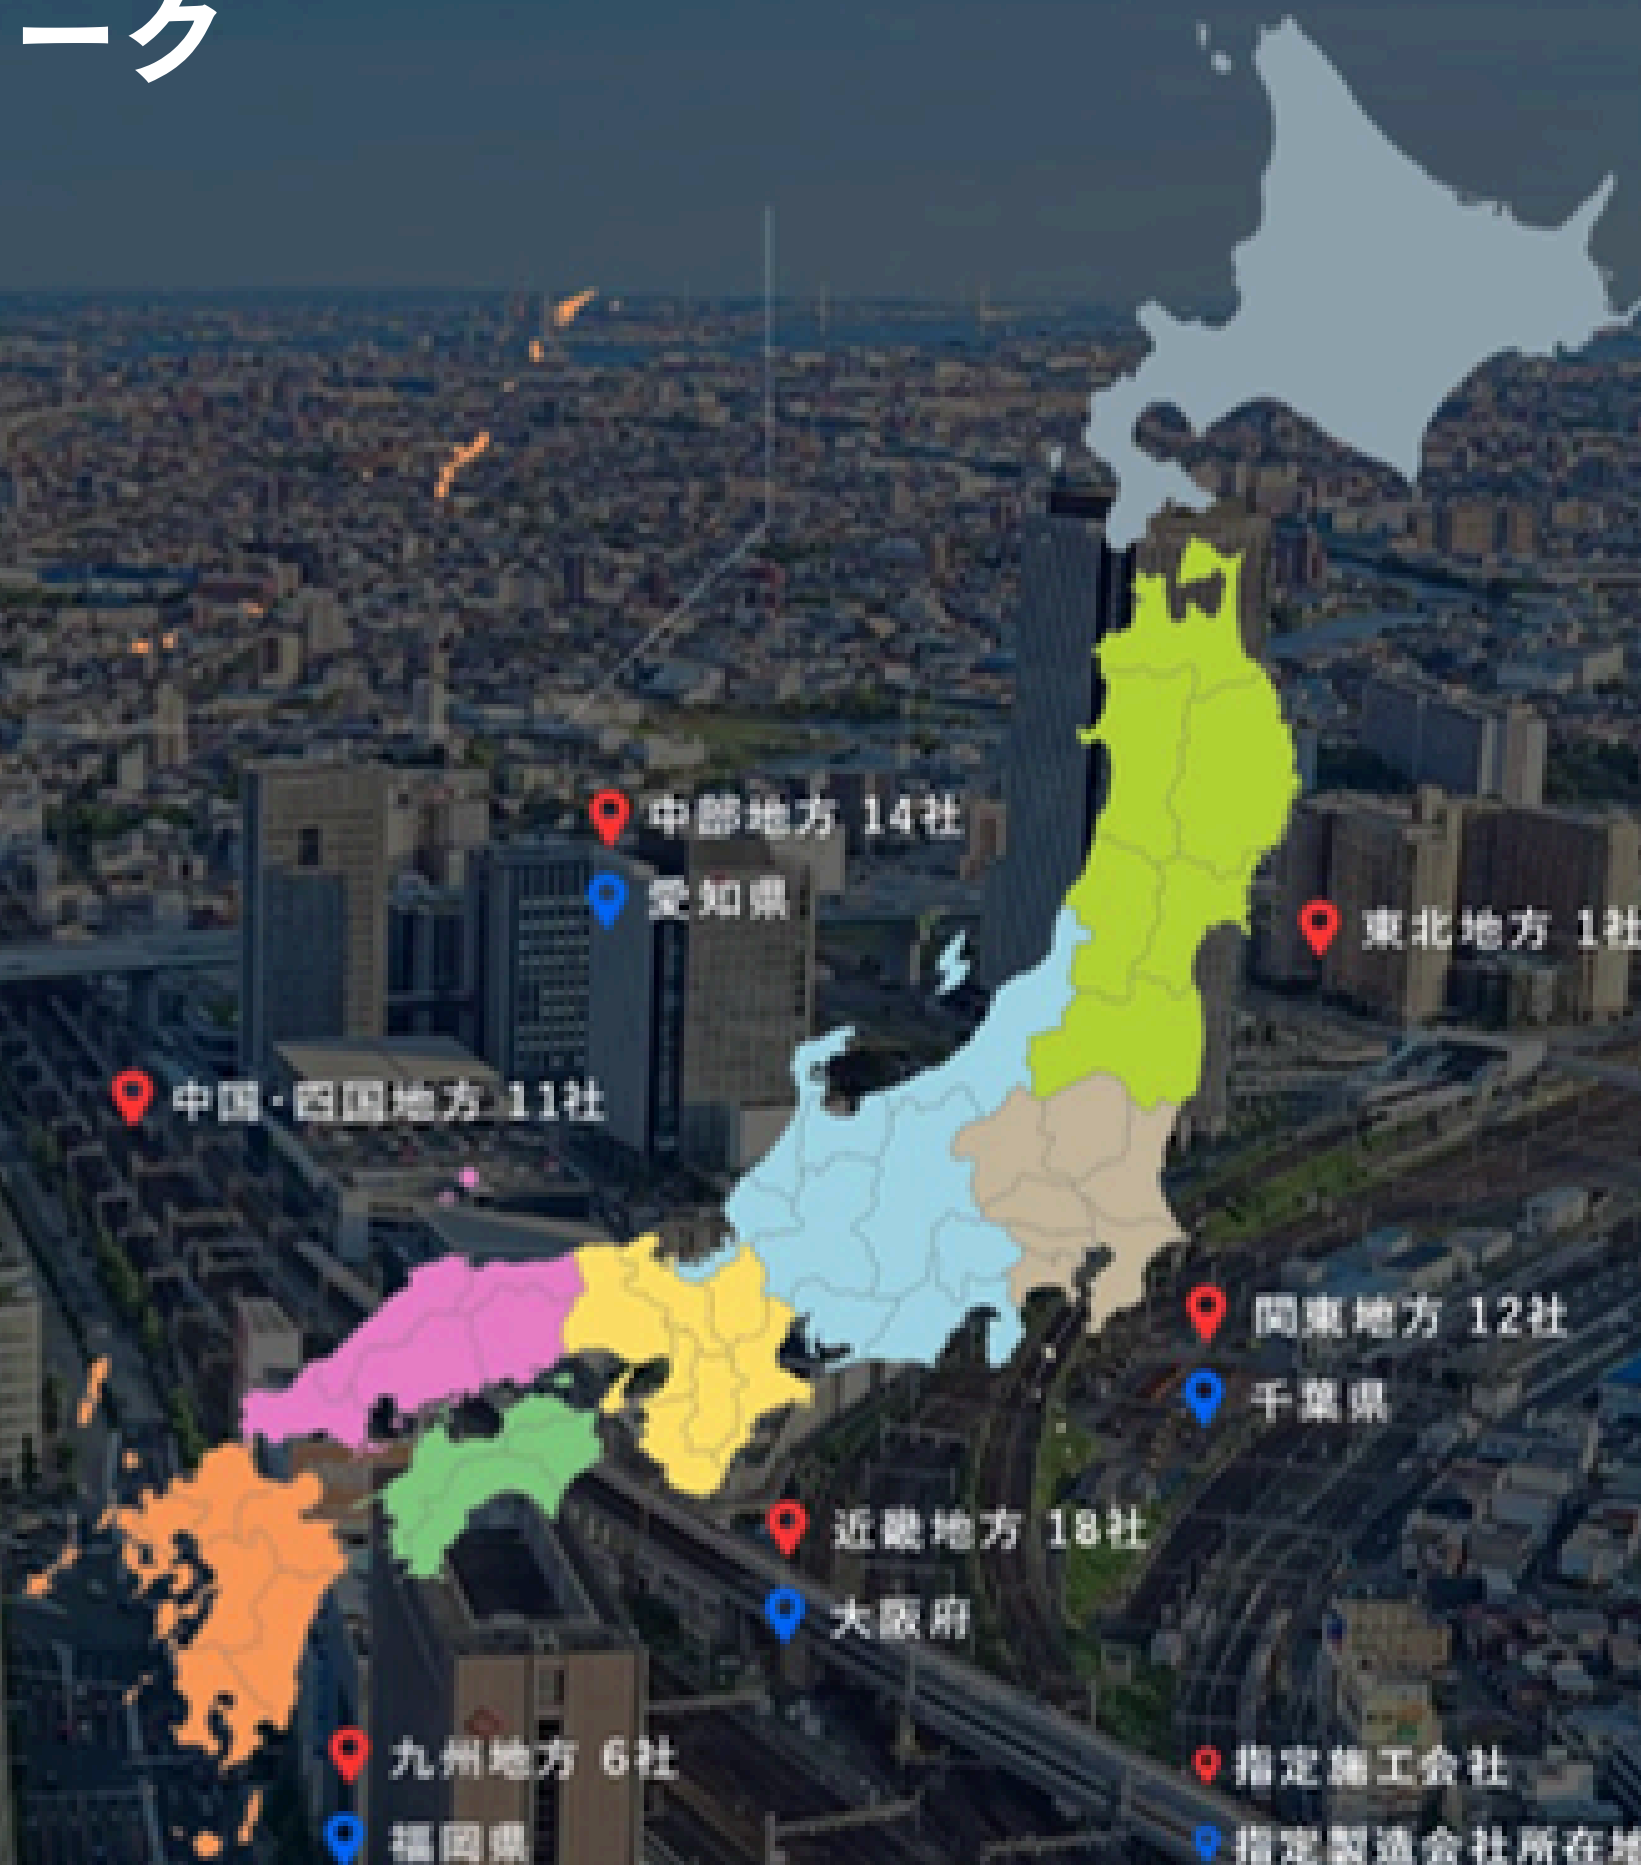 ーク
中部地方 14社
愛知県
東北地方 1社
中国・四国地方 11社
関東地方 12社
千葉県
近畿地方 18社
大阪府
九州地方 6社
福岡県
指定施工会社
指定製造会社所在地